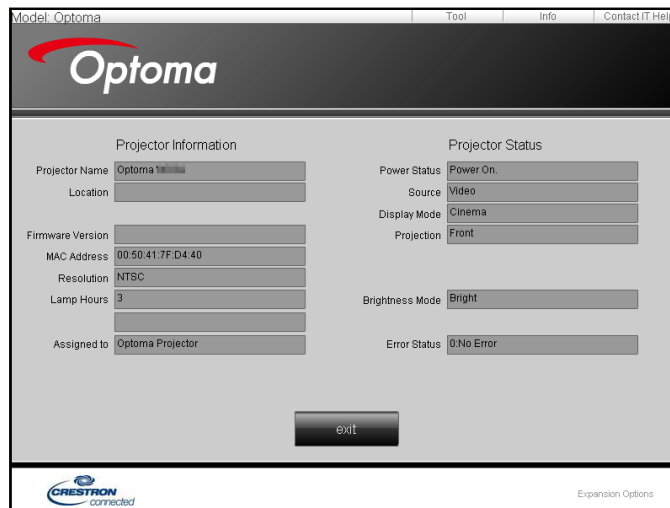 Model: Optoma
Tool
Info
Contact IT Help
Optoma
Projector Information
Projector Name Optoma
Location
Firmware Version
MAC Address 00:50:41:7F:D4:40
Resolution NTSC
Lamp Hours 3
Assigned to Optoma Projector
Projector Status
Power Status Power On.
Source Video
Display Mode Cinema
Projection Front
Brightness Mode Bright
Error Status 0:No Error
exit
CRESTRON
connected
Expansion Options